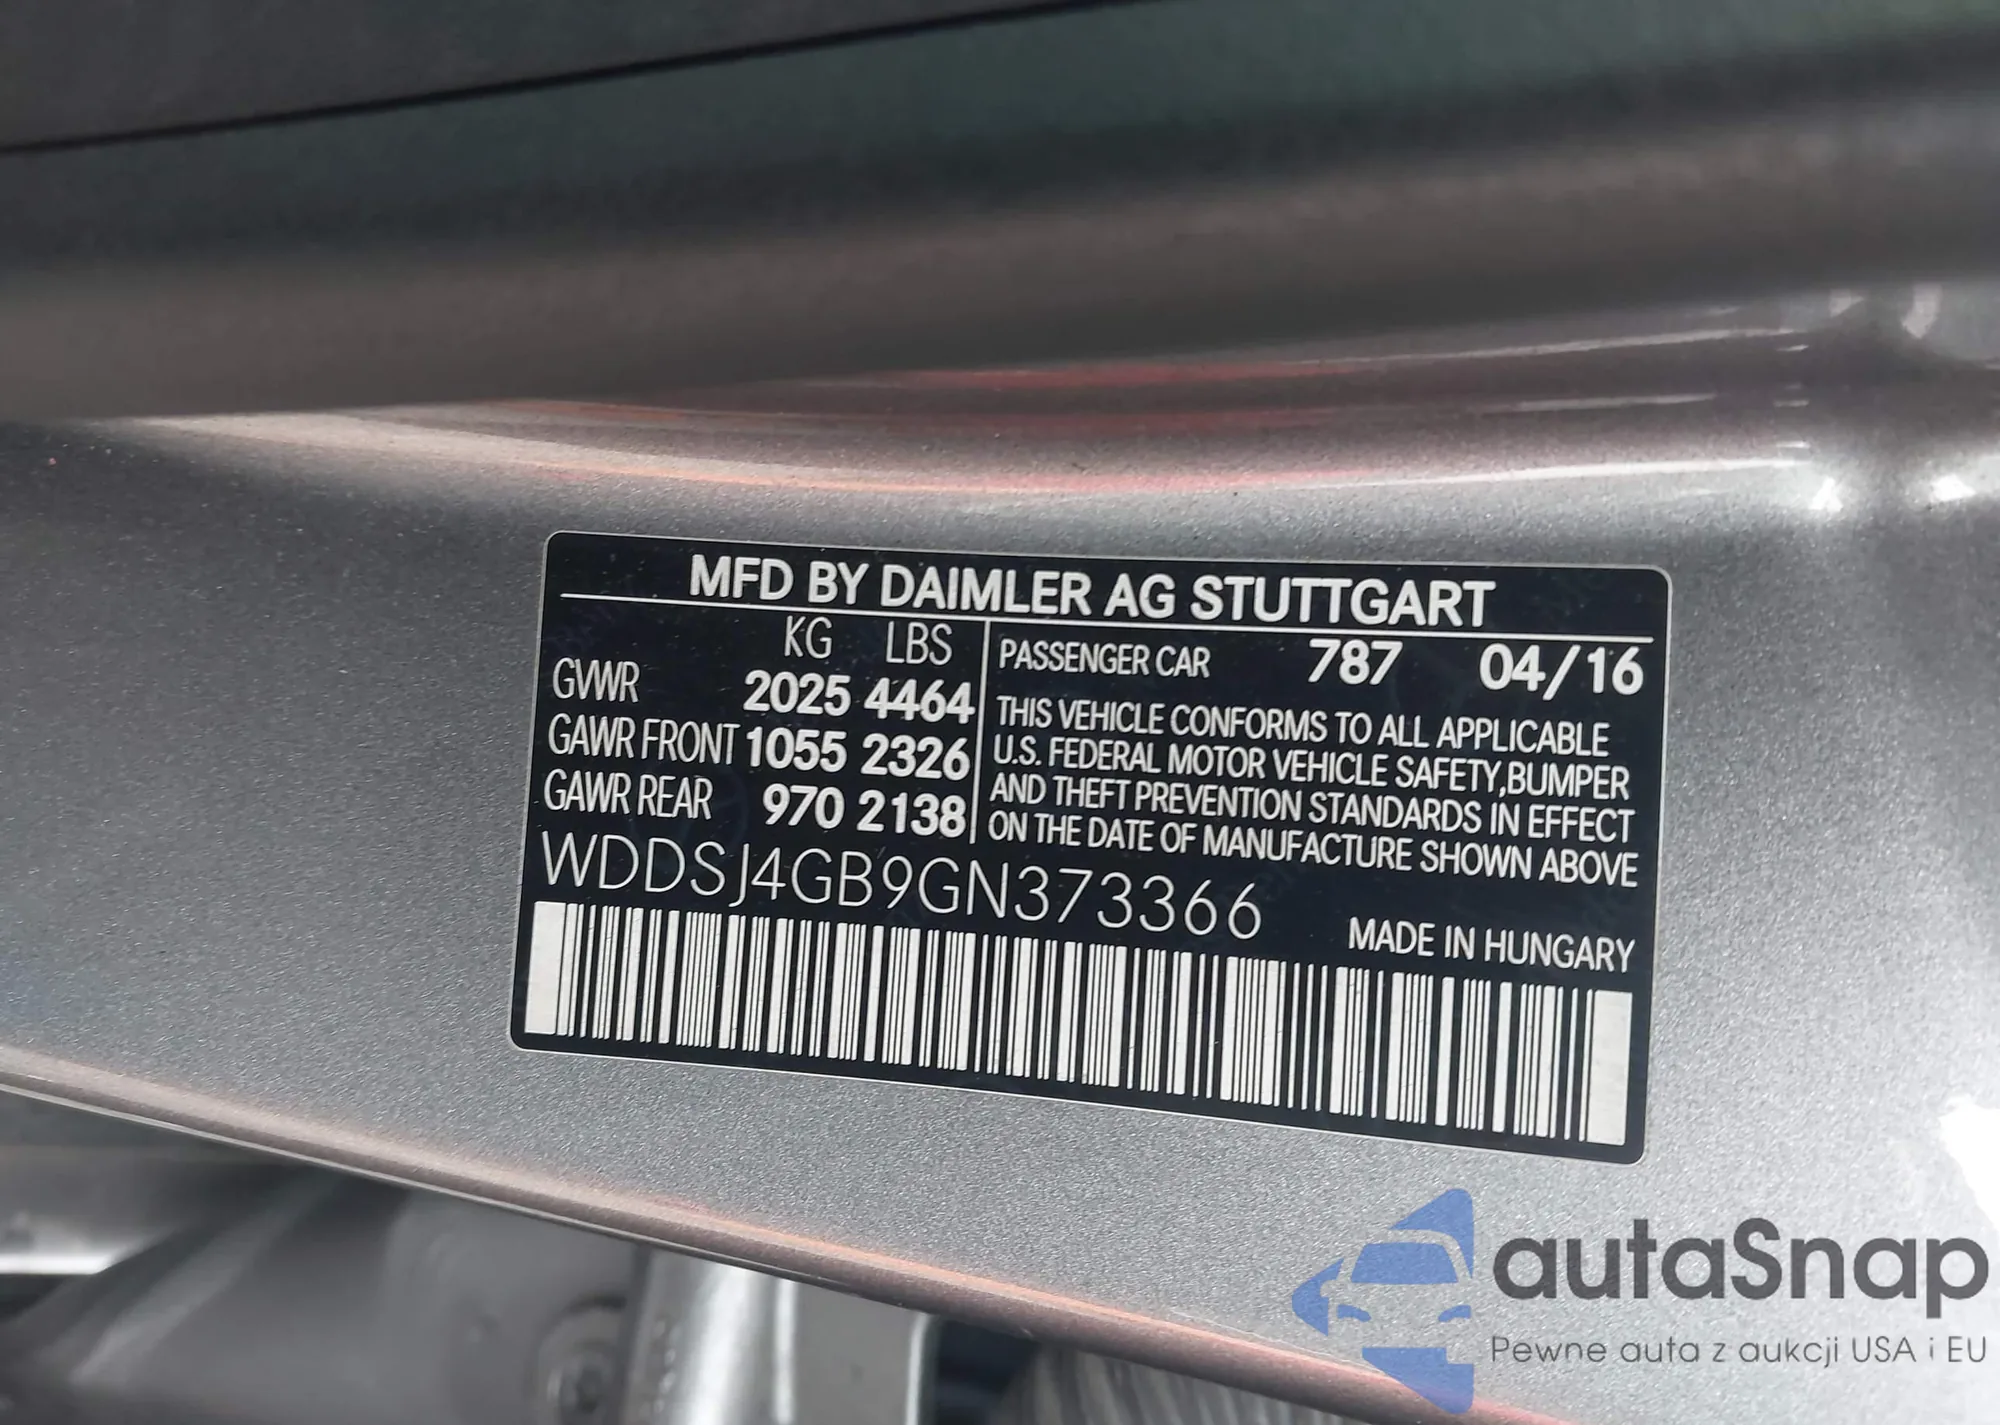 MFD BY DAIMLER AG STUTTGART
KG LBS
GVWR 2025 4464
GAWR FRONT 1055 2326
GAWR REAR 970 2138
PASSENGER CAR 787 04/16
THIS VEHICLE CONFORMS TO ALL APPLICABLE
U.S. FEDERAL MOTOR VEHICLE SAFETY,BUMPER
AND THEFT PREVENTION STANDARDS IN EFFECT
ON THE DATE OF MANUFACTURE SHOWN ABOVE
WDDSJ4GB9GN373366
MADE IN HUNGARY
autaSnap
Pewne auta z aukcji USA i EU